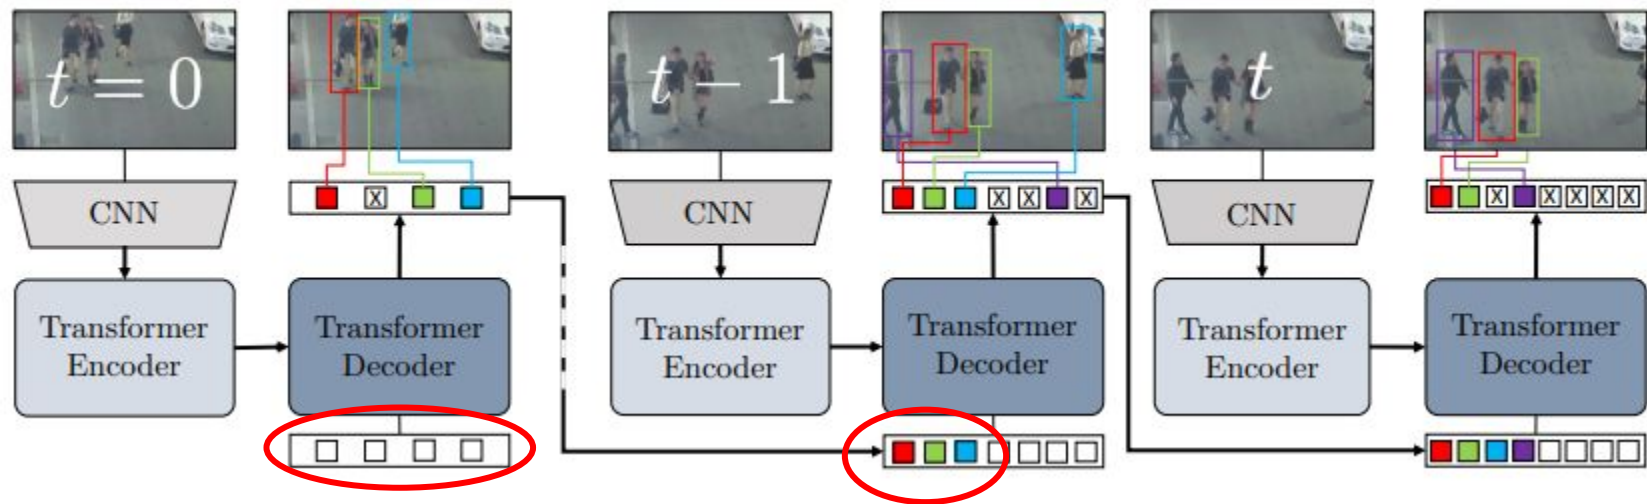 t = 0
t − 1
t
CNN
CNN
CNN
X
X X X
X X X X X
Transformer
Encoder
Transformer
Decoder
Transformer
Encoder
Transformer
Decoder
Transformer
Encoder
Transformer
Decoder